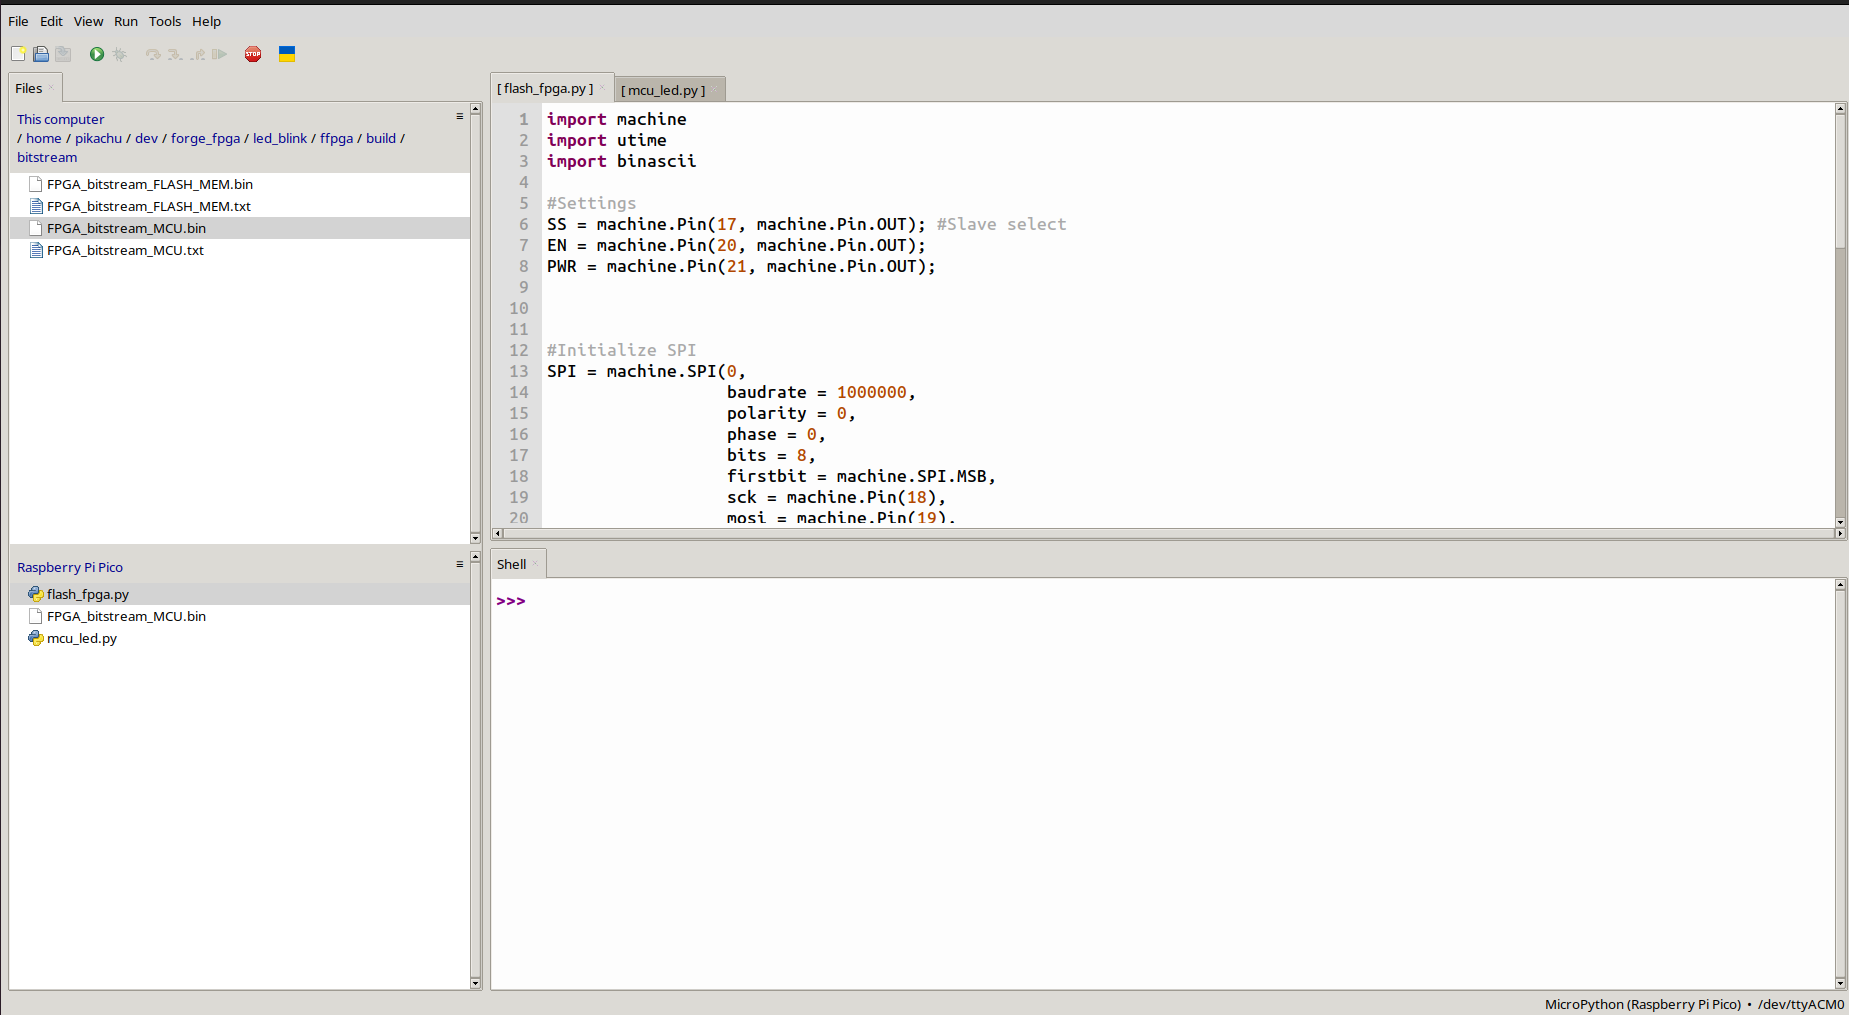 File Edit View Run Tools Help
STOP
Files
This computer
/ home / pikachu / dev / forge_fpga / led_blink / ffpga / build /
bitstream
FPGA_bitstream_FLASH_MEM.bin
FPGA_bitstream_FLASH_MEM.txt
FPGA_bitstream_MCU.bin
FPGA_bitstream_MCU.txt
Raspberry Pi Pico
flash_fpga.py
FPGA_bitstream_MCU.bin
mcu_led.py
[ flash_fpga.py ] [ mcu_led.py ]
1 import machine
2 import utime
3 import binascii
4
5 #Settings
6 SS = machine.Pin(17, machine.Pin.OUT); #Slave select
7 EN = machine.Pin(20, machine.Pin.OUT);
8 PWR = machine.Pin(21, machine.Pin.OUT);
9
10
11
12 #Initialize SPI
13 SPI = machine.SPI(0,
14 baudrate = 1000000,
15 polarity = 0,
16 phase = 0,
17 bits = 8,
18 firstbit = machine.SPI.MSB,
19 sck = machine.Pin(18),
20 mosi = machine.Pin(19),
Shell
>>>
MicroPython (Raspberry Pi Pico) • /dev/ttyACM0